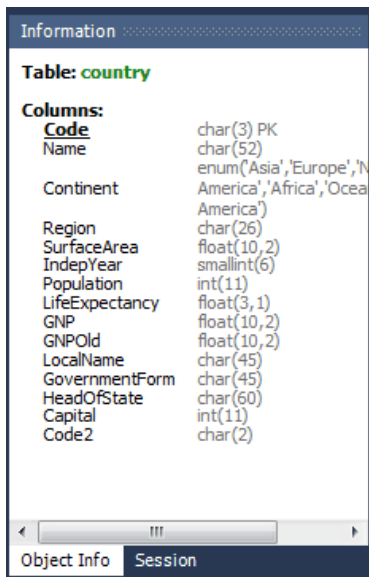 Information
Table: country
Columns:
Code char(3) PK
Name char(52)
Continent enum('Asia','Europe','N
America','Africa','Ocea
America')
Region char(26)
SurfaceArea float(10,2)
IndepYear smallint(6)
Population int(11)
LifeExpectancy float(3,1)
GNP float(10,2)
GNPOld float(10,2)
LocalName char(45)
GovernmentForm char(45)
HeadOfState char(60)
Capital int(11)
Code2 char(2)
Object Info Session